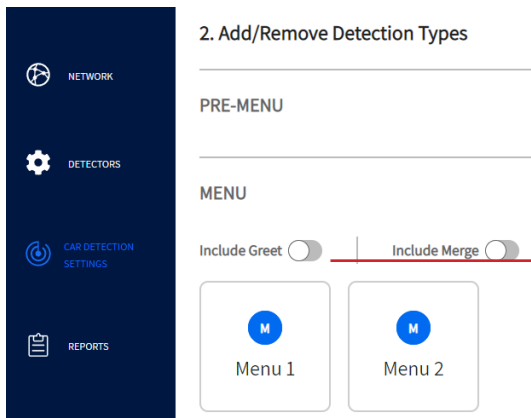 2. Add/Remove Detection Types
NETWORK
PRE-MENU
DETECTORS
MENU
CAR DETECTION
SETTINGS
Include Greet
Include Merge
M
M
Menu 1
Menu 2
REPORTS